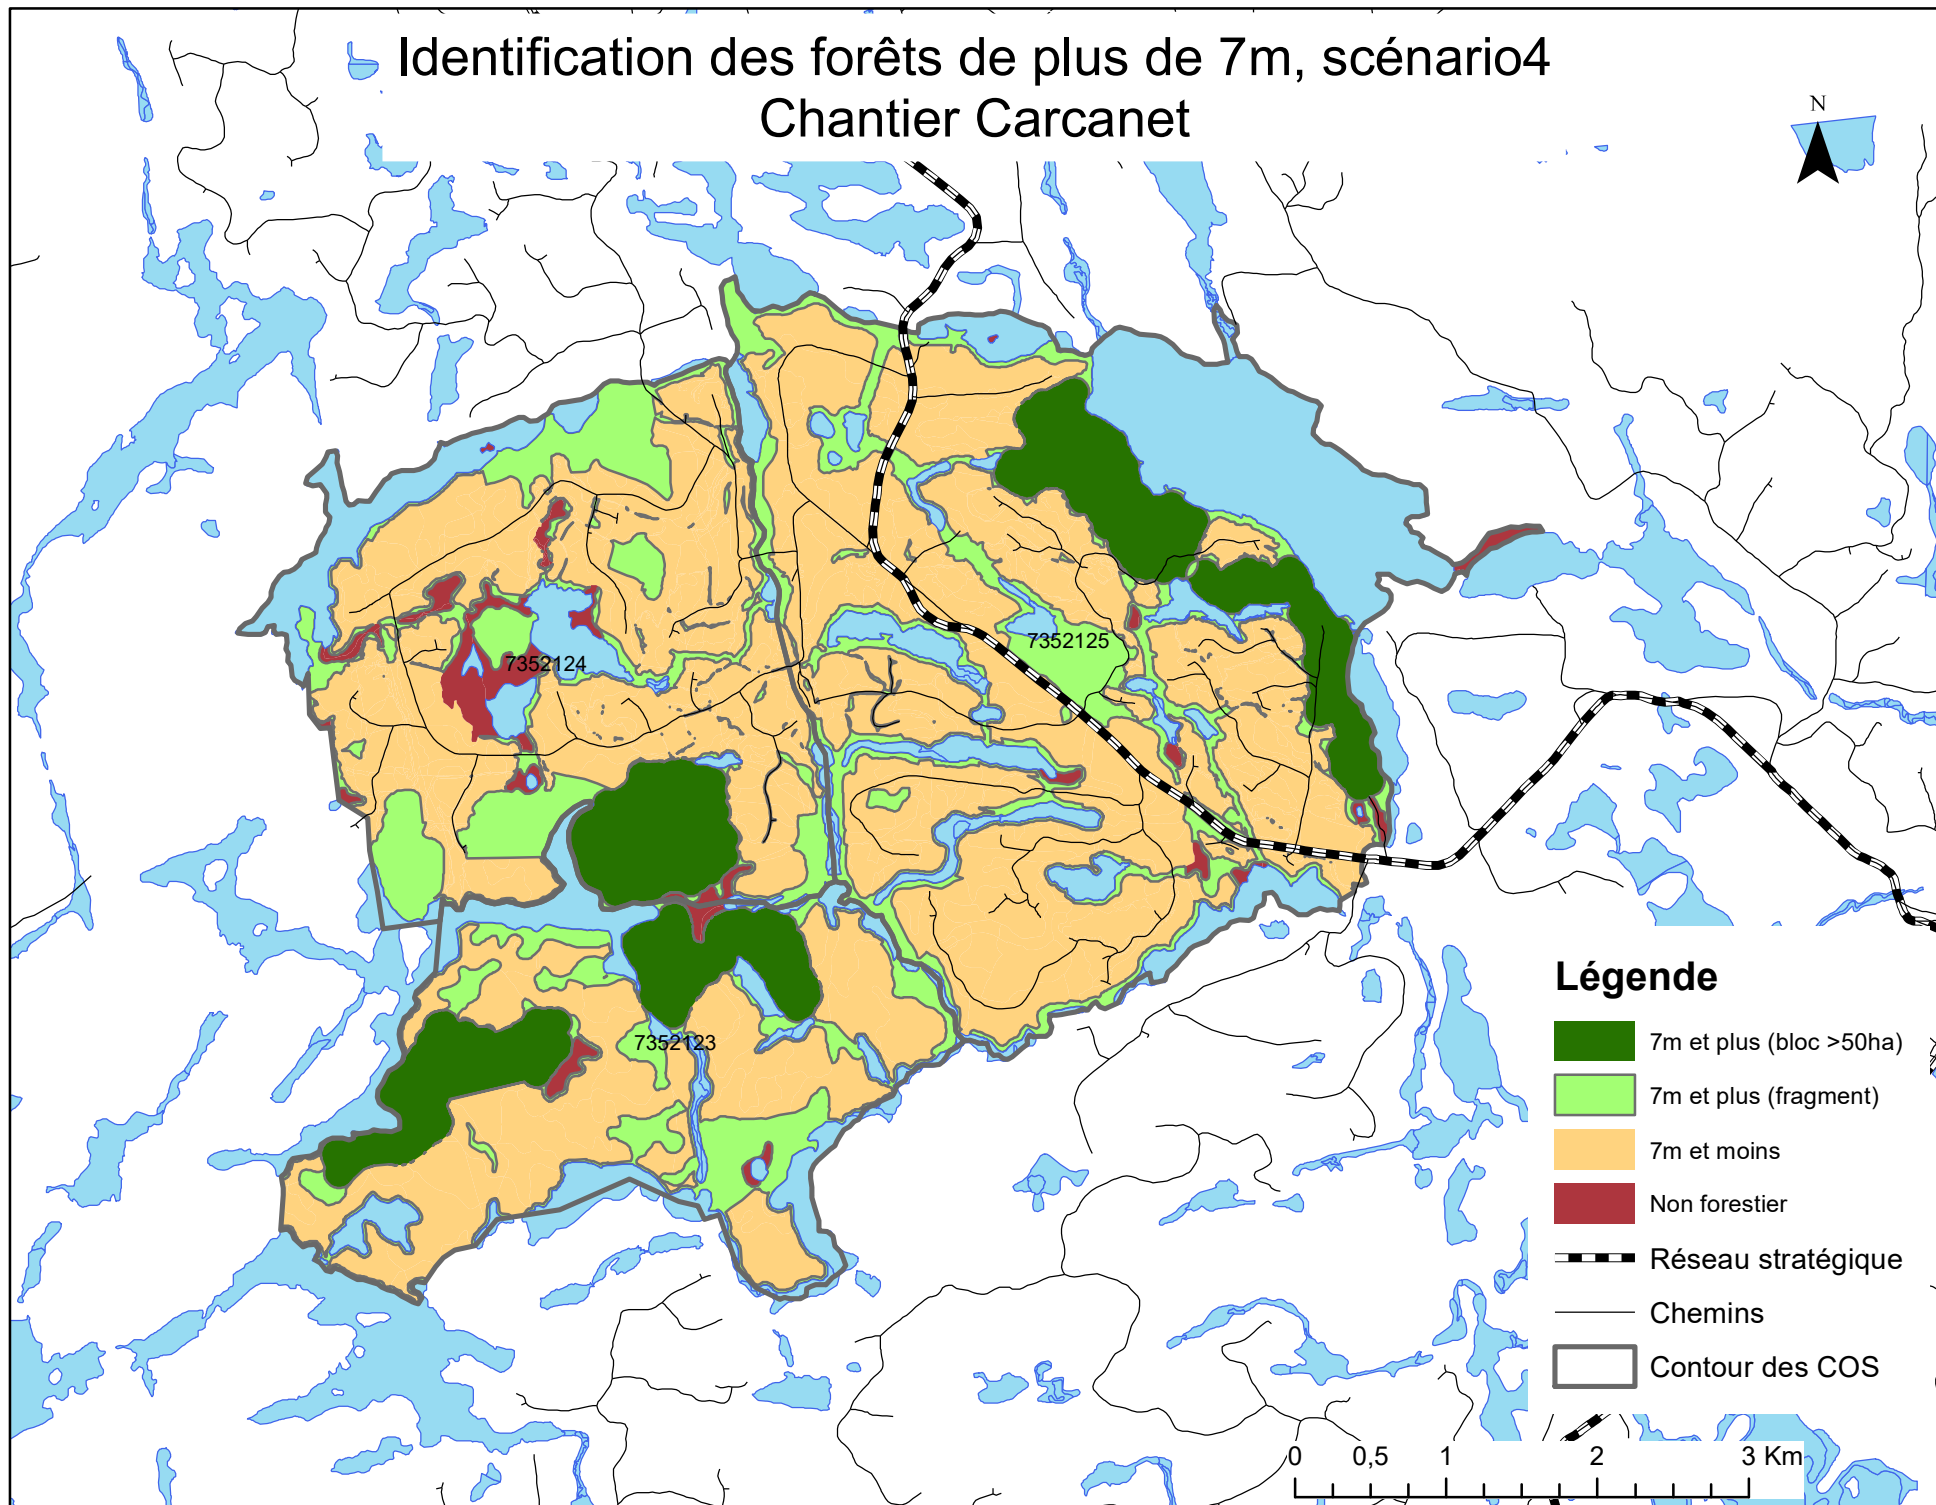 Identification des forêts de plus de 7m, scénario4
Chantier Carcanet
N
7352125
7352124
7352123
Légende
7m et plus (bloc >50ha)
7m et plus (fragment)
7m et moins
Non forestier
Réseau stratégique
Chemins
Contour des COS
0 0,5 1 2 3 Km